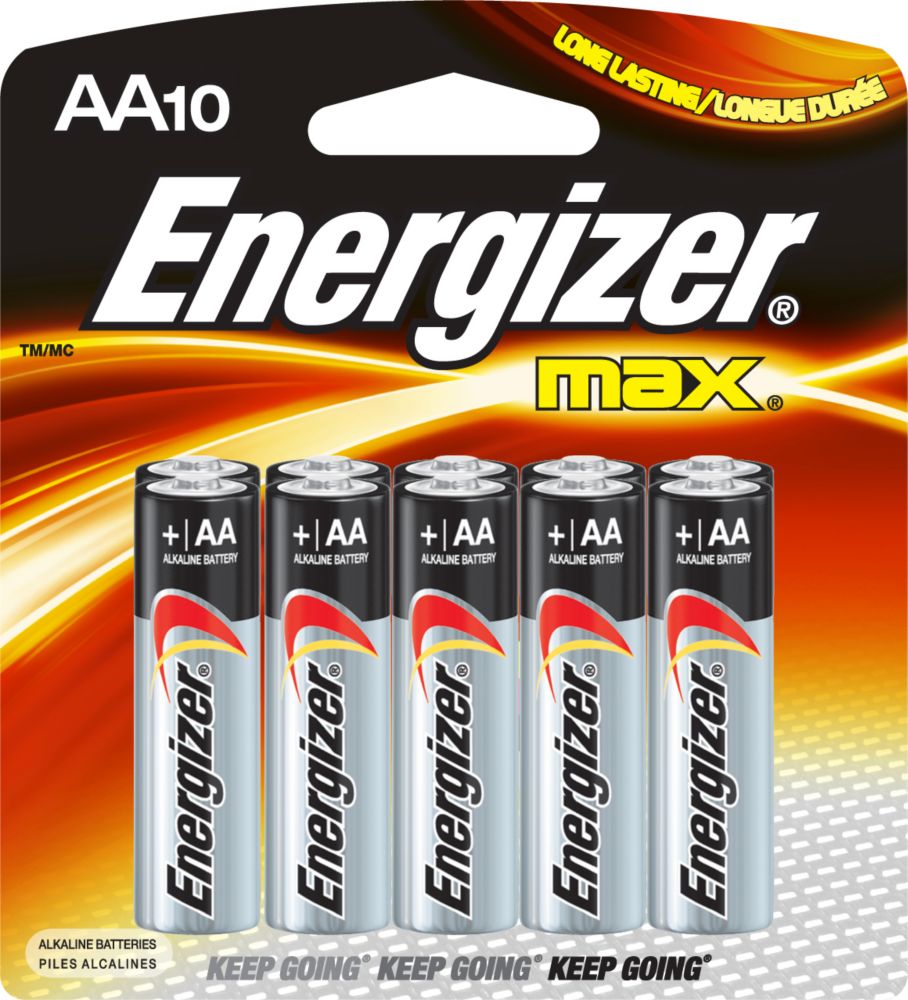 LONG LASTING/LONGUE DURÉE
AA10
Energizer®
TM/MC
max®
+|AA
ALKALINE BATTERY
Energizer®
+|AA
ALKALINE BATTERY
Energizer®
+|AA
ALKALINE BATTERY
Energizer®
+|AA
ALKALINE BATTERY
Energizer®
+|AA
ALKALINE BATTERY
Energizer®
ALKALINE BATTERIES
PILES ALCALINES
KEEP GOING® KEEP GOING® KEEP GOING®